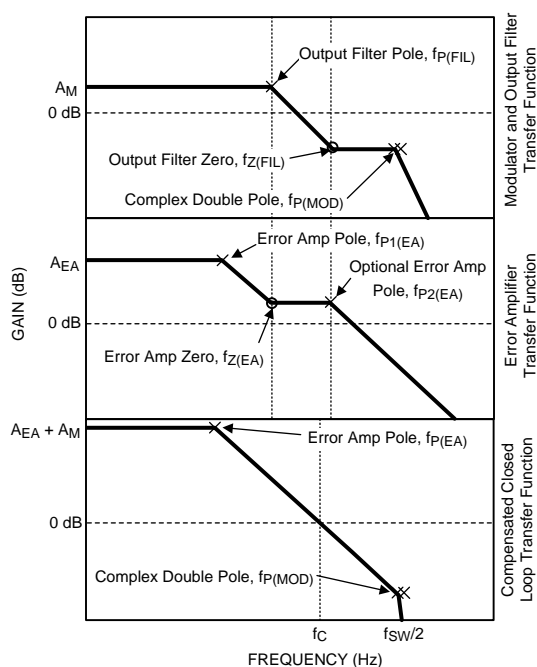 Output Filter Pole, fP(FIL)
AM
0 dB
Output Filter Zero, fZ(FIL)
Complex Double Pole, fP(MOD)
Modulator and Output Filter
Transfer Function
Error Amp Pole, fP1(EA)
AEA
Optional Error Amp
Pole, fP2(EA)
0 dB
Error Amp Zero, fZ(EA)
Error Amplifier
Transfer Function
GAIN (dB)
AEA + AM
Error Amp Pole, fP(EA)
0 dB
Complex Double Pole, fP(MOD)
Compensated Closed
Loop Transfer Function
fC
fSW/2
FREQUENCY (Hz)